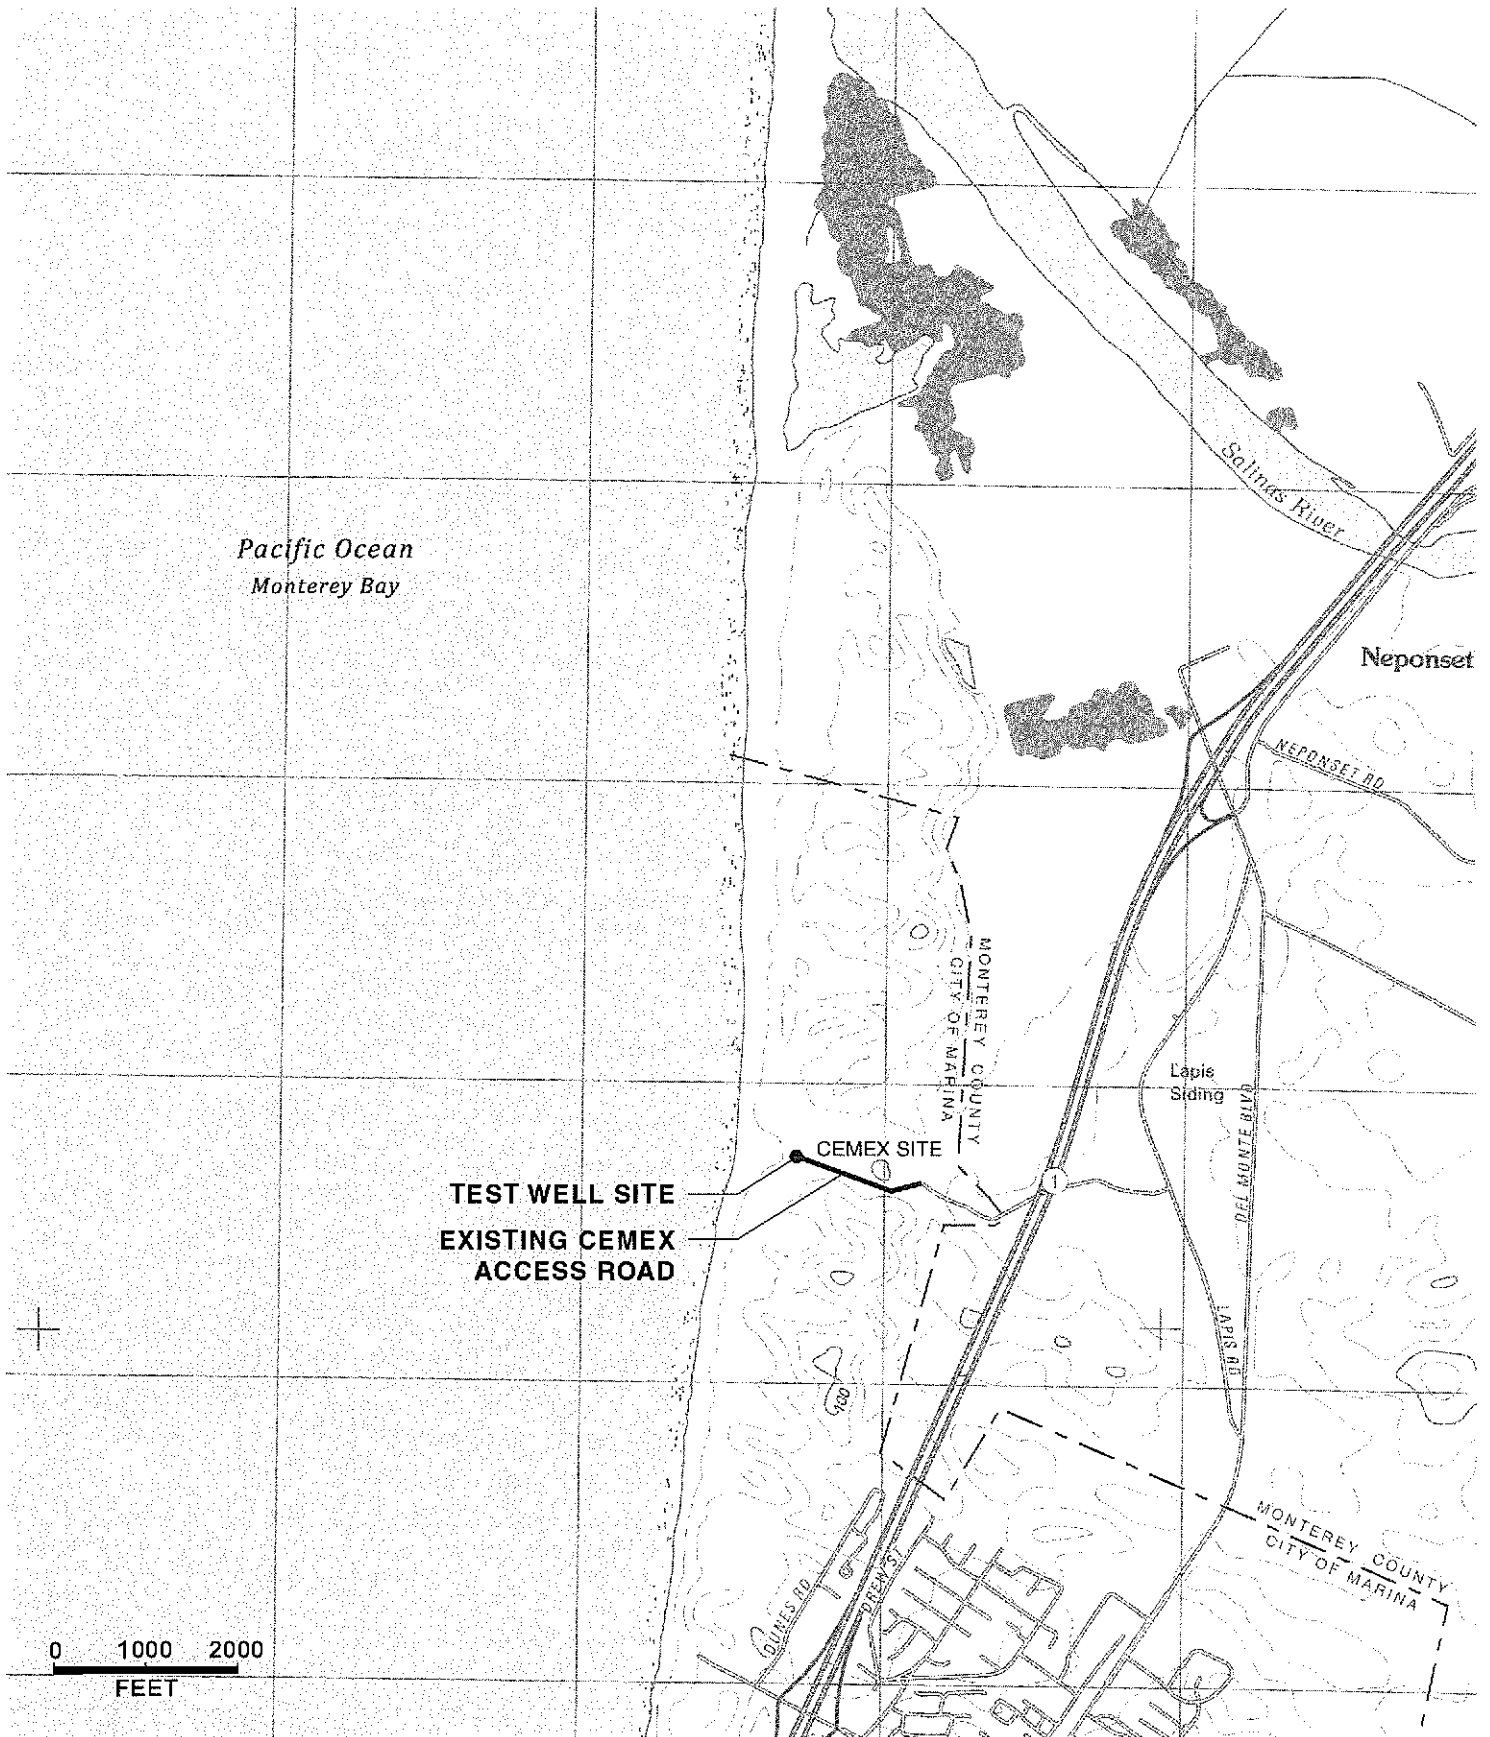 Salinas River
Pacific Ocean
Monterey Bay
Neponset
NEPONSET RD
MONTEREY COUNTY
CITY OF MARINA
Lapis
Siding
DEL MONTE BLVD
CEMEX SITE
1
TEST WELL SITE
EXISTING CEMEX
ACCESS ROAD
LAPIS RD
100
MONTEREY COUNTY
CITY OF MARINA
DREW ST
DUNES RD
0 1000 2000
FEET